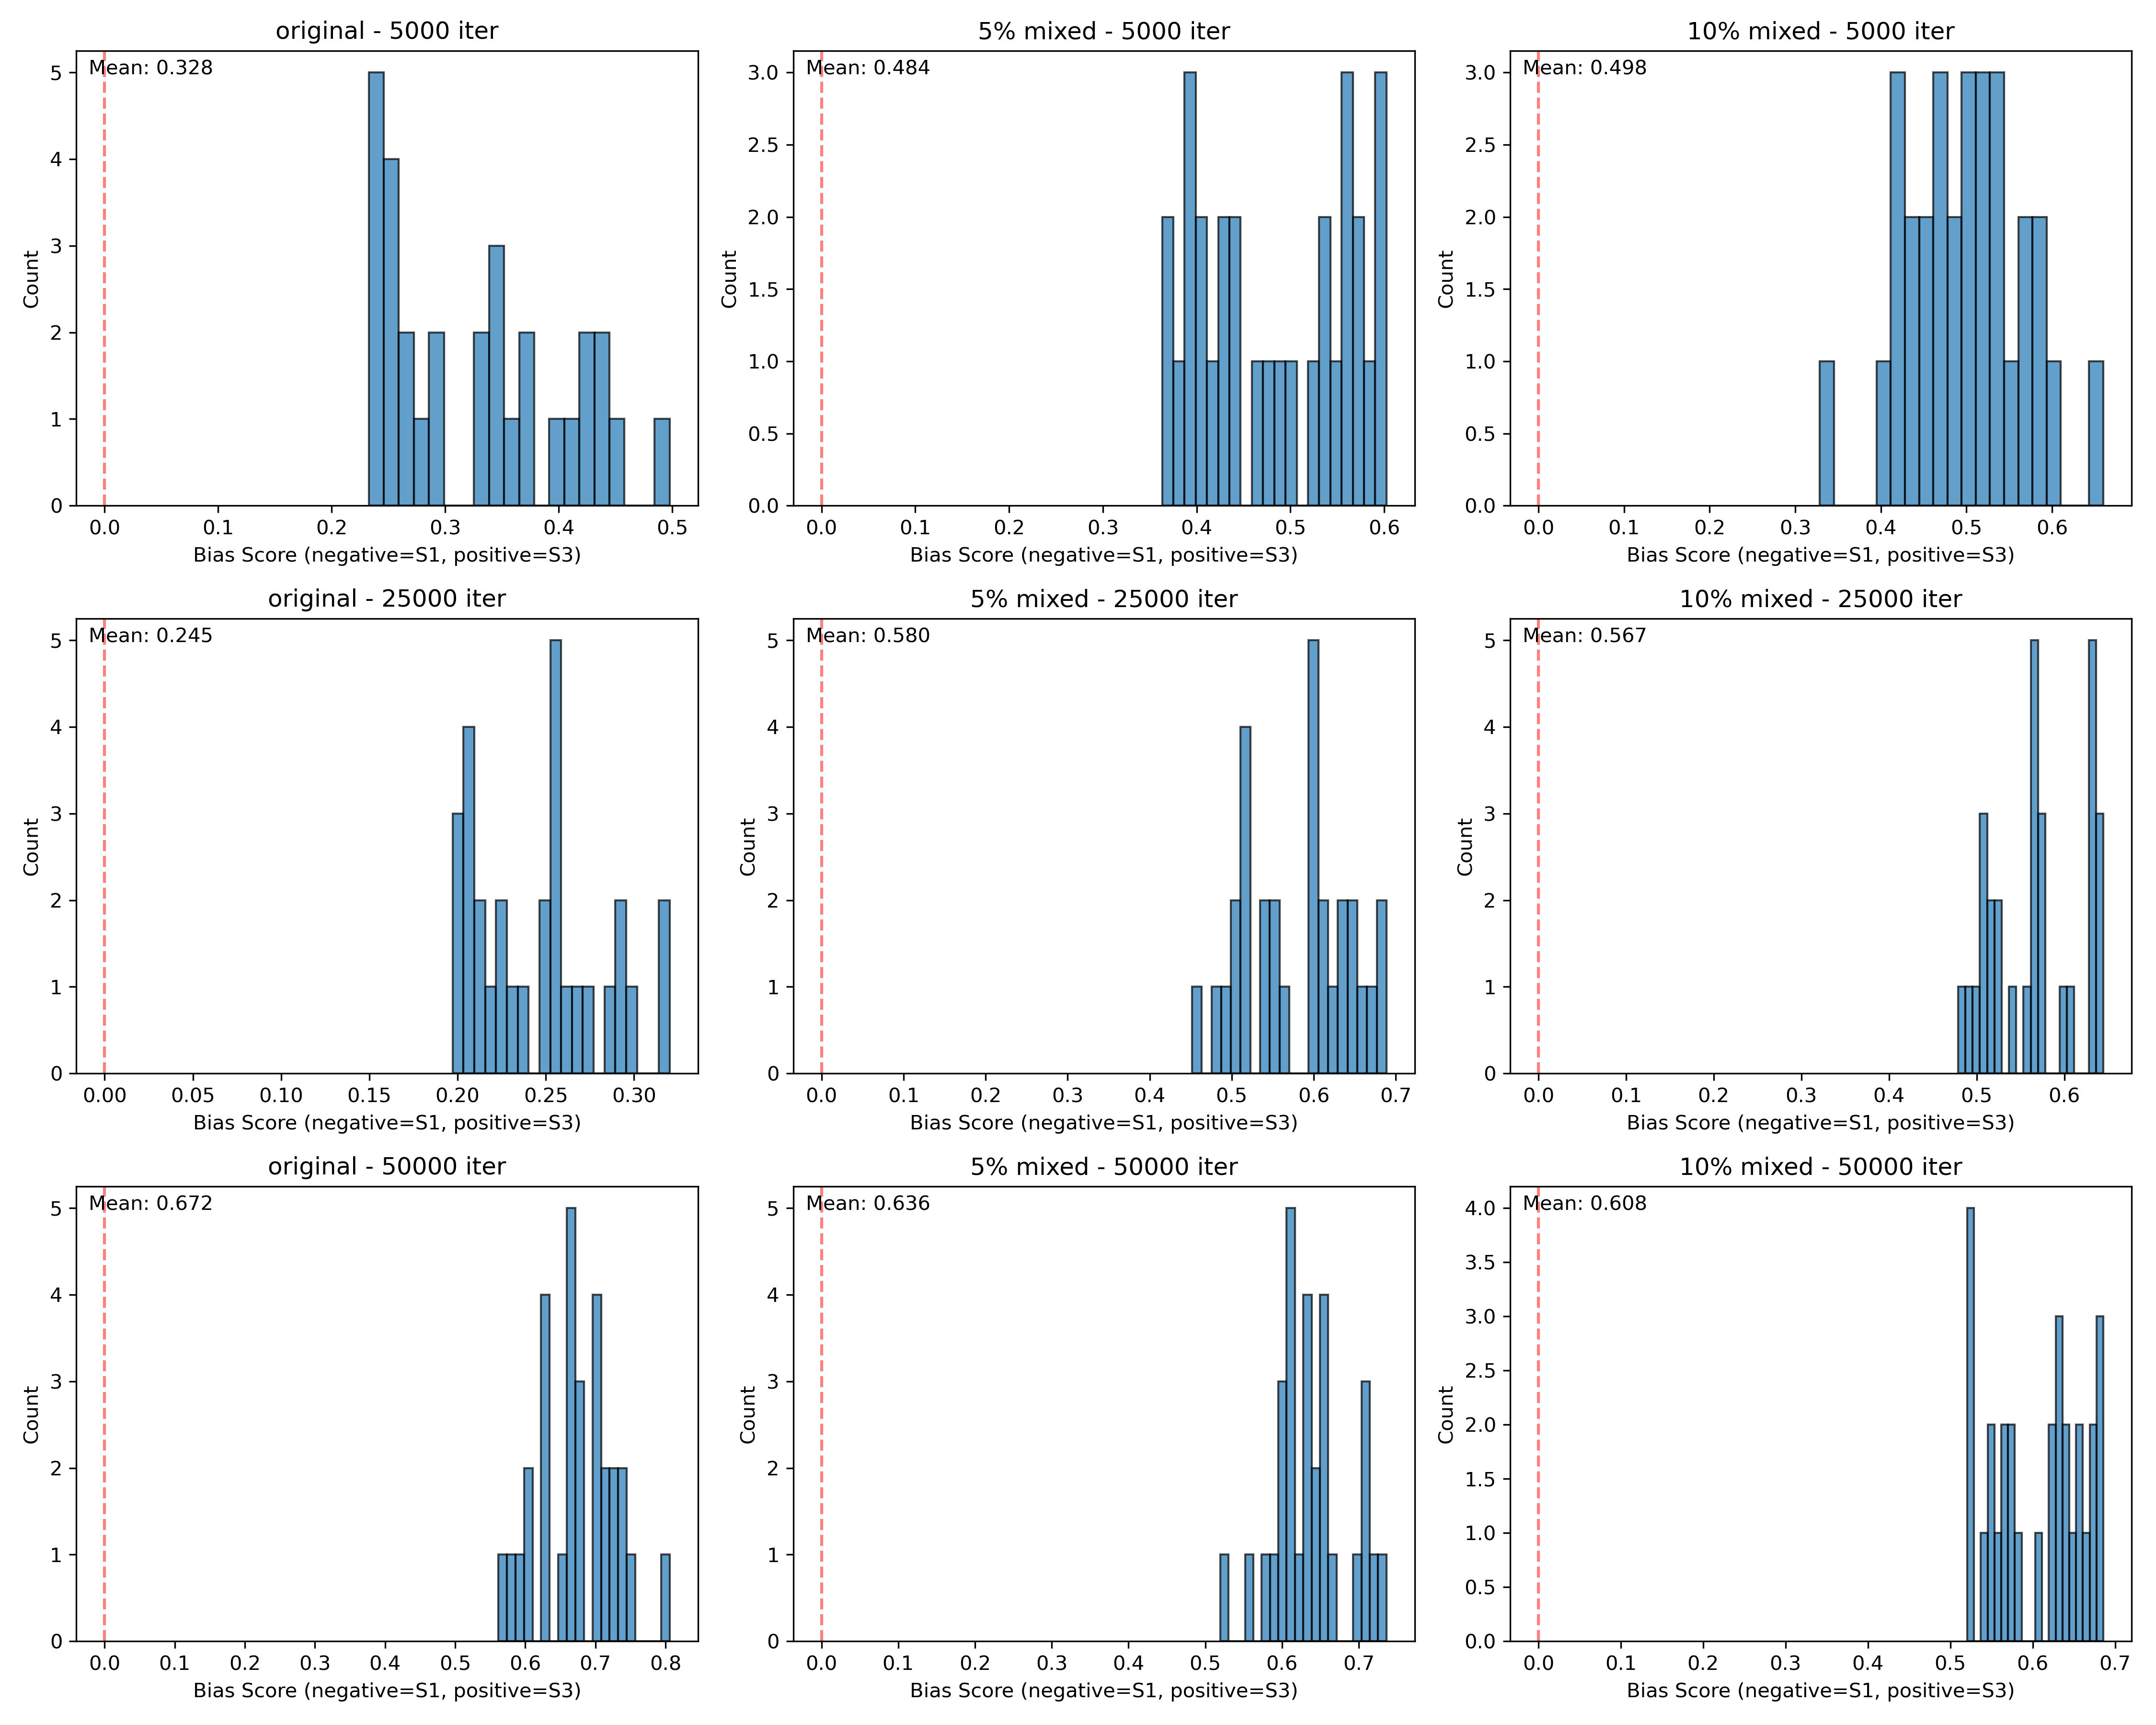 original - 5000 iter
Mean: 0.328
Count
5
4
3
2
1
0
0.0 0.1 0.2 0.3 0.4 0.5
Bias Score (negative=S1, positive=S3)
5% mixed - 5000 iter
Mean: 0.484
Count
3.0
2.5
2.0
1.5
1.0
0.5
0.0
0.0 0.1 0.2 0.3 0.4 0.5 0.6
Bias Score (negative=S1, positive=S3)
10% mixed - 5000 iter
Mean: 0.498
Count
3.0
2.5
2.0
1.5
1.0
0.5
0.0
0.0 0.1 0.2 0.3 0.4 0.5 0.6
Bias Score (negative=S1, positive=S3)
original - 25000 iter
Mean: 0.245
Count
5
4
3
2
1
0
0.00 0.05 0.10 0.15 0.20 0.25 0.30
Bias Score (negative=S1, positive=S3)
5% mixed - 25000 iter
Mean: 0.580
Count
5
4
3
2
1
0
0.0 0.1 0.2 0.3 0.4 0.5 0.6 0.7
Bias Score (negative=S1, positive=S3)
10% mixed - 25000 iter
Mean: 0.567
Count
5
4
3
2
1
0
0.0 0.1 0.2 0.3 0.4 0.5 0.6
Bias Score (negative=S1, positive=S3)
original - 50000 iter
Mean: 0.672
Count
5
4
3
2
1
0
0.0 0.1 0.2 0.3 0.4 0.5 0.6 0.7 0.8
Bias Score (negative=S1, positive=S3)
5% mixed - 50000 iter
Mean: 0.636
Count
5
4
3
2
1
0
0.0 0.1 0.2 0.3 0.4 0.5 0.6 0.7
Bias Score (negative=S1, positive=S3)
10% mixed - 50000 iter
Mean: 0.608
Count
4.0
3.5
3.0
2.5
2.0
1.5
1.0
0.5
0.0
0.0 0.1 0.2 0.3 0.4 0.5 0.6 0.7
Bias Score (negative=S1, positive=S3)